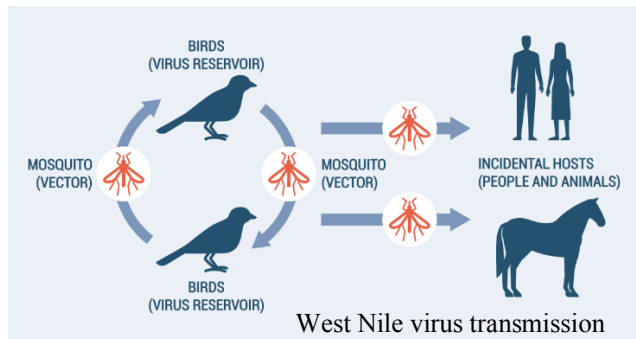 BIRDS
(VIRUS RESERVOIR)
MOSQUITO
(VECTOR)
MOSQUITO
(VECTOR)
INCIDENTAL HOSTS
(PEOPLE AND ANIMALS)
BIRDS
(VIRUS RESERVOIR)
West Nile virus transmission